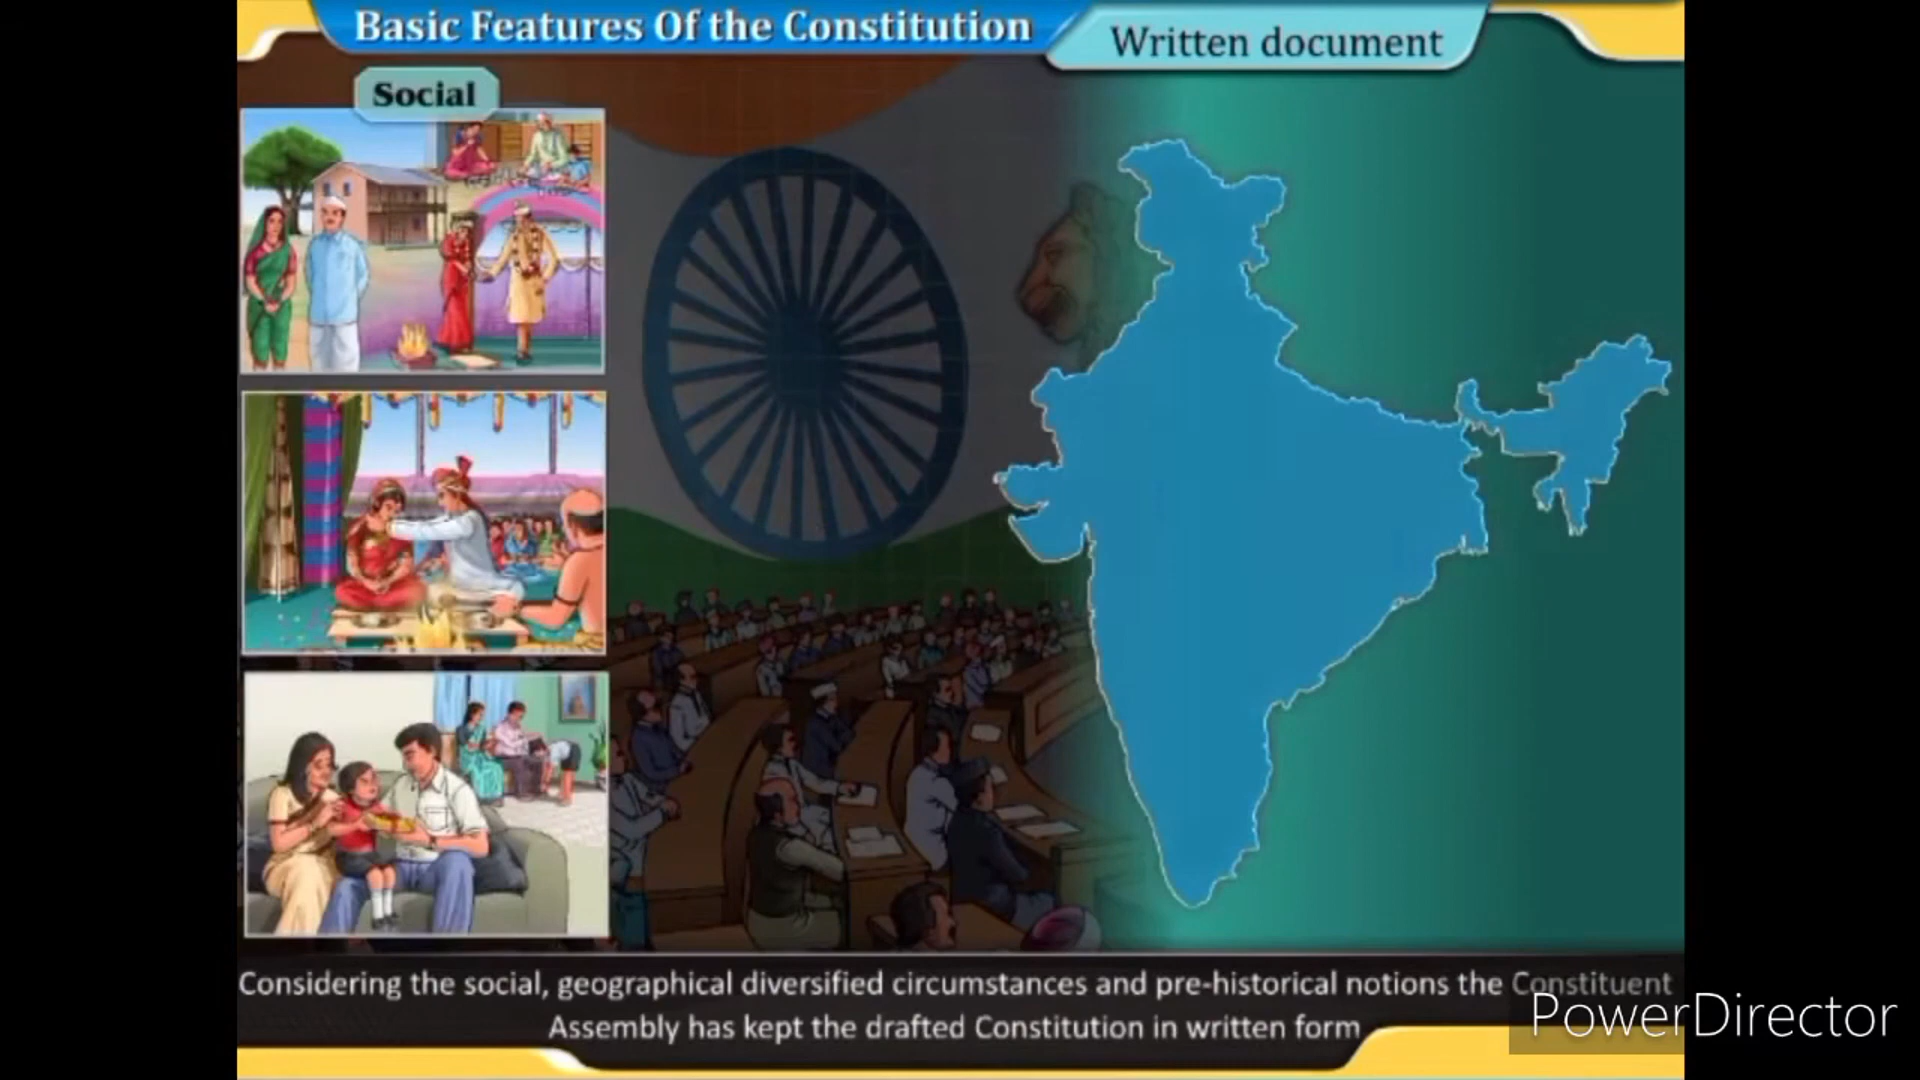 Basic Features Of the Constitution
Written document
Social
Considering the social, geographical diversified circumstances and pre-historical notions the Constituent
Assembly has kept the drafted Constitution in written form
PowerDirector